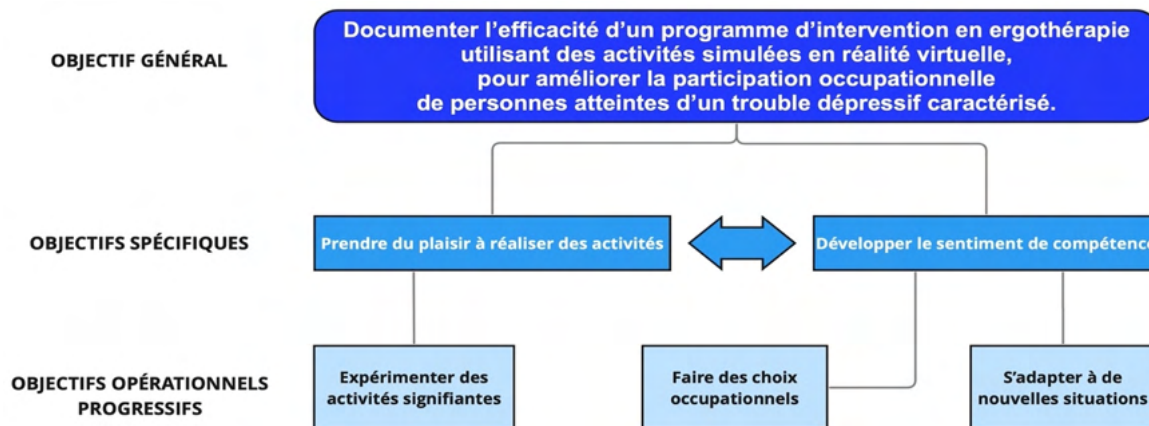 OBJECTIF GÉNÉRAL
Documenter l'efficacité d'un programme d'intervention en ergothérapie
utilisant des activités simulées en réalité virtuelle,
pour améliorer la participation occupationnelle
de personnes atteintes d'un trouble dépressif caractérisé.
OBJECTIFS SPÉCIFIQUES
Prendre du plaisir à réaliser des activités
Développer le sentiment de compétence
OBJECTIFS OPÉRATIONNELS
PROGRESSIFS
Expérimenter des
activités signifiantes
Faire des choix
occupationnels
S'adapter à de
nouvelles situations